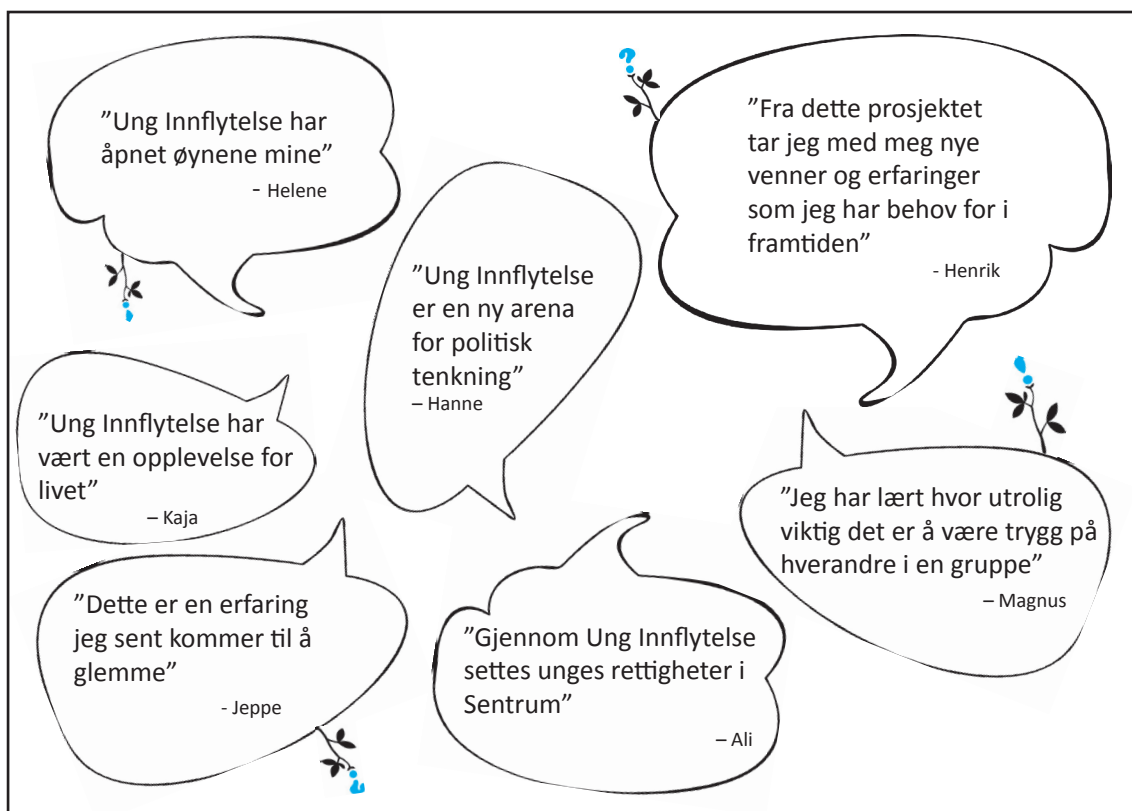 ”Ung Innflytelse har
åpnet øynene mine”
- Helene
”Fra dette prosjektet
tar jeg med meg nye
venner og erfaringer
som jeg har behov for i
framtiden”
- Henrik
”Ung Innflytelse
er en ny arena
for politisk
tenkning”
– Hanne
”Ung Innflytelse har
vært en opplevelse for
livet”
– Kaja
”Jeg har lært hvor utrolig
viktig det er å være trygg på
hverandre i en gruppe”
– Magnus
”Dette er en erfaring
jeg sent kommer til å
glemme”
- Jeppe
”Gjennom Ung Innflytelse
settes unges rettigheter i
Sentrum”
– Ali